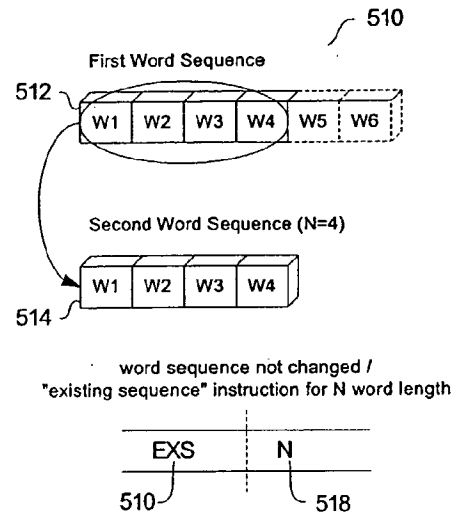 510
First Word Sequence
512
W1 W2 W3 W4 W5 W6
Second Word Sequence (N=4)
W1 W2 W3 W4
514
word sequence not changed /
"existing sequence" instruction for N word length
EXS N
510 518